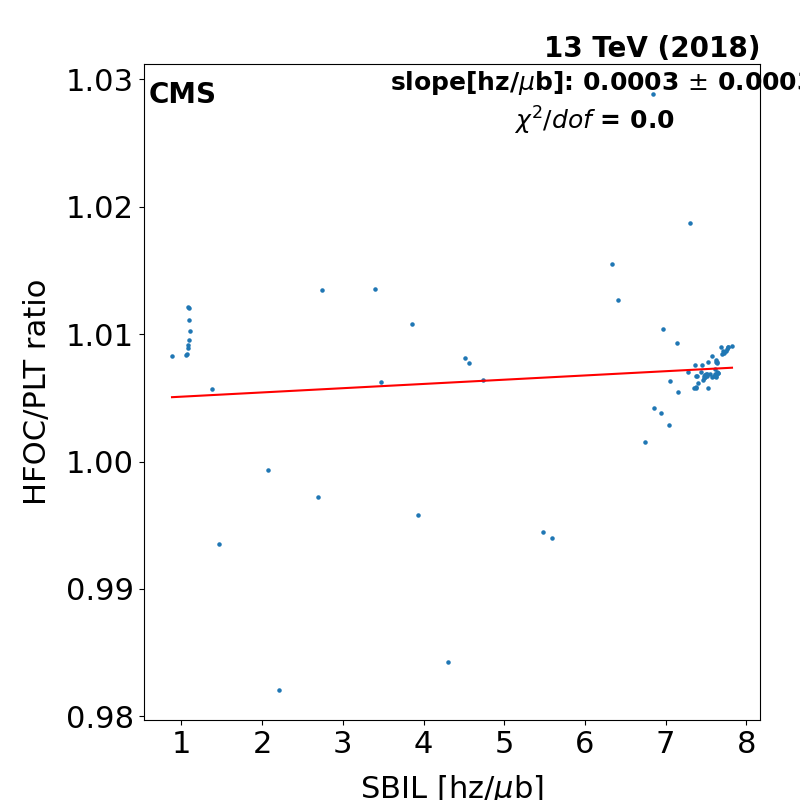 13 TeV (2018)
CMS
slope[hz/μb]: 0.0003 ± 0.0003
χ²/dof = 0.0
HFOC/PLT ratio
1.03
1.02
1.01
1.00
0.99
0.98
1 2 3 4 5 6 7 8
SBIL [hz/μb]